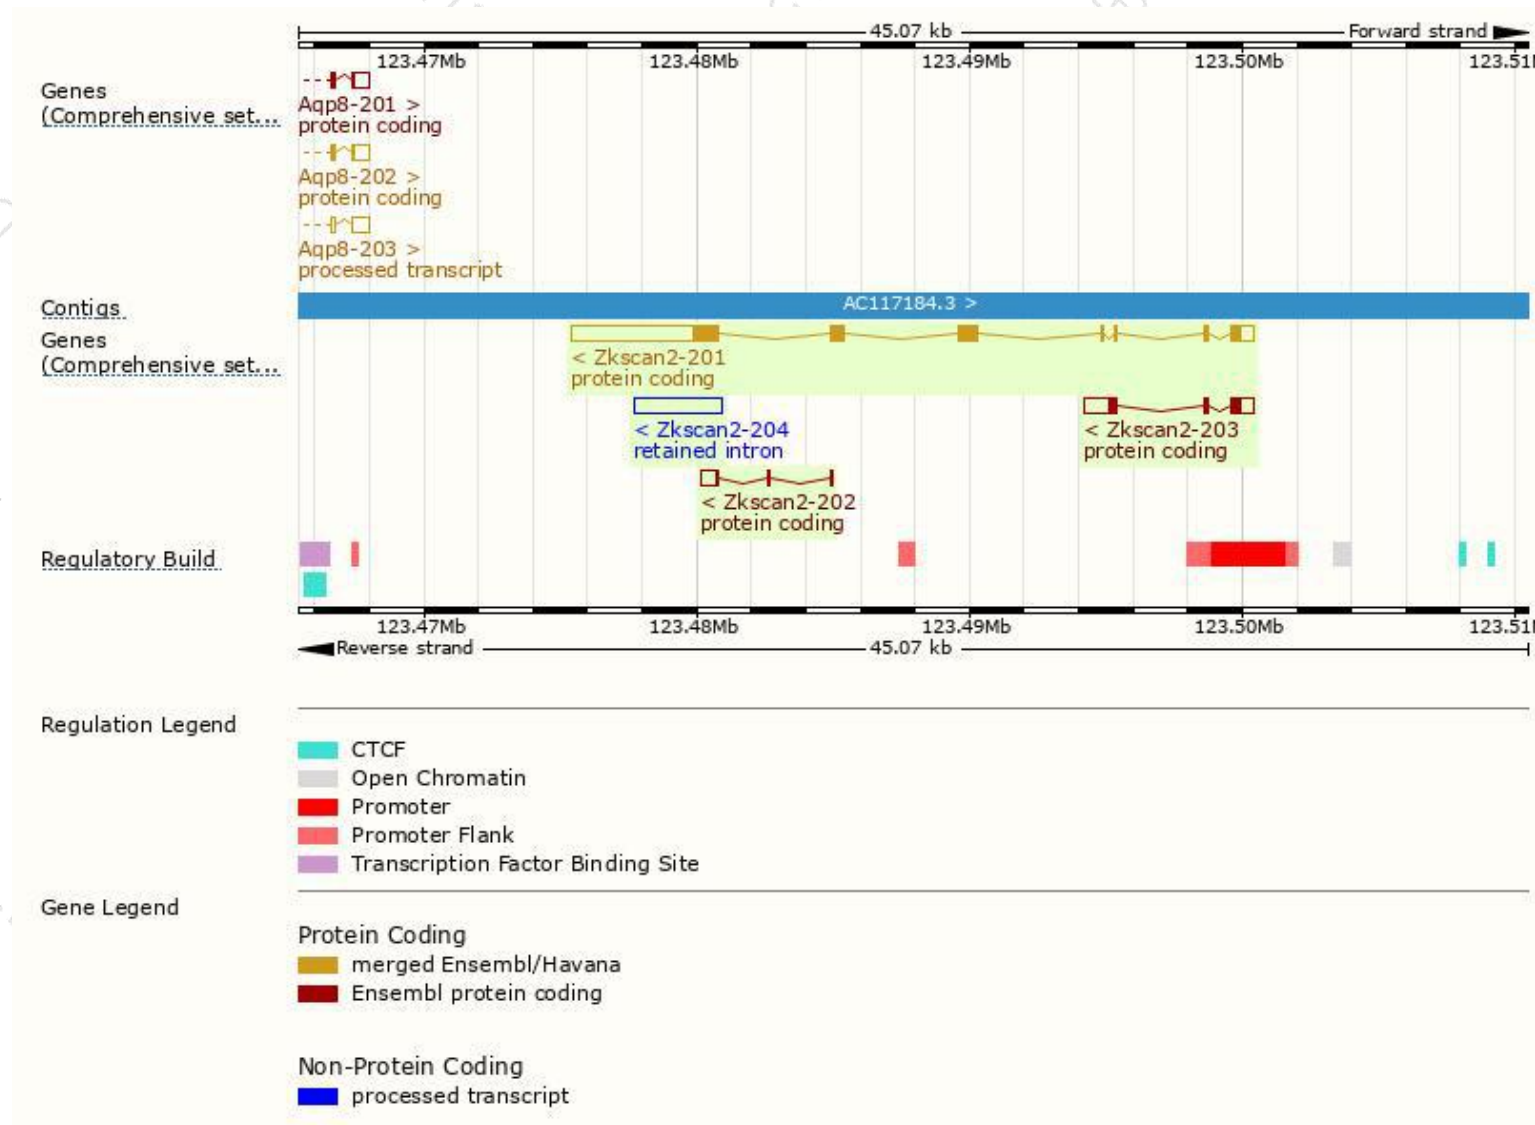 45.07 kb
Forward strand
123.47Mb 123.48Mb 123.49Mb 123.50Mb 123.51
Genes
(Comprehensive set...
Aqp8-201 >
protein coding
Aqp8-202 >
protein coding
Aqp8-203 >
processed transcript
Contigs
AC117184.3 >
Genes
(Comprehensive set...
< Zkscan2-201
protein coding
< Zkscan2-204
retained intron
< Zkscan2-203
protein coding
< Zkscan2-202
protein coding
Regulatory Build
123.47Mb 123.48Mb 123.49Mb 123.50Mb 123.51
Reverse strand
45.07 kb
Regulation Legend
CTCF
Open Chromatin
Promoter
Promoter Flank
Transcription Factor Binding Site
Gene Legend
Protein Coding
merged Ensembl/Havana
Ensembl protein coding
Non-Protein Coding
processed transcript